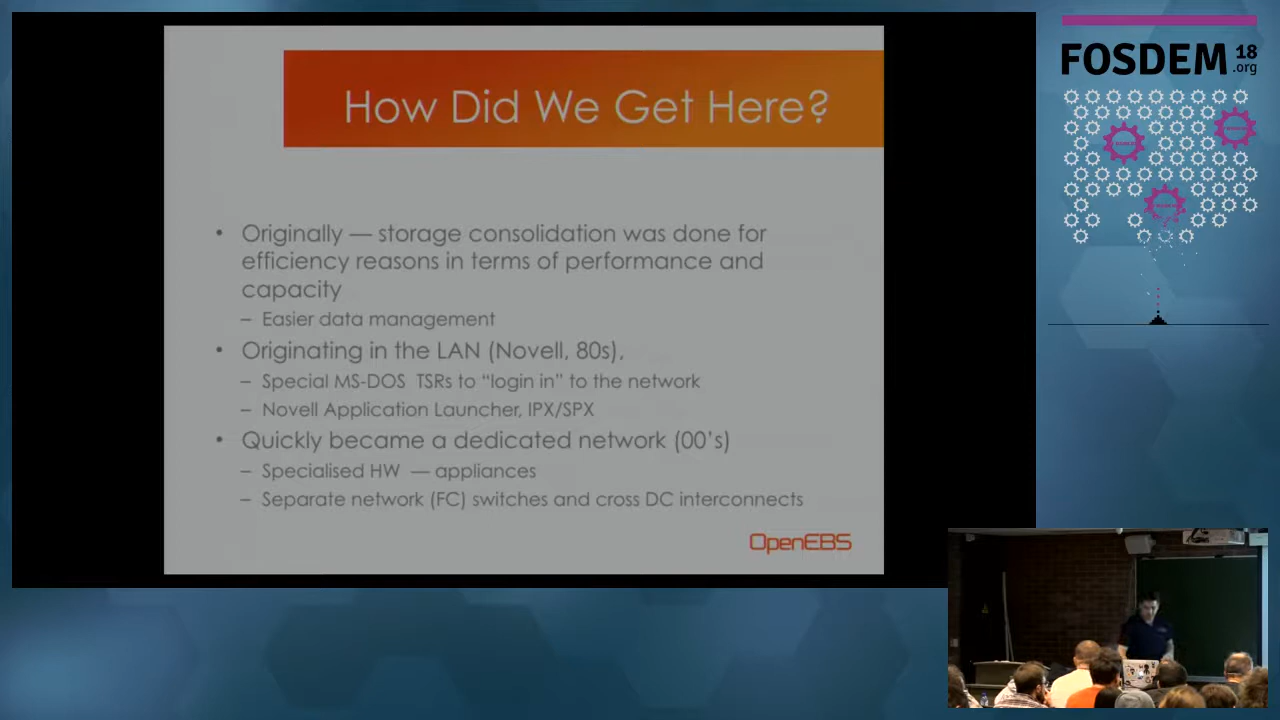 How Did We Get Here?
• Originally — storage consolidation was done for
efficiency reasons in terms of performance and
capacity
– Easier data management
• Originating in the LAN (Novell, 80s),
– Special MS-DOS TSRs to “login in” to the network
– Novell Application Launcher, IPX/SPX
• Quickly became a dedicated network (00’s)
– Specialised HW — appliances
– Separate network (FC) switches and cross DC interconnects
OpenEBS
FOSDEM 18
.org